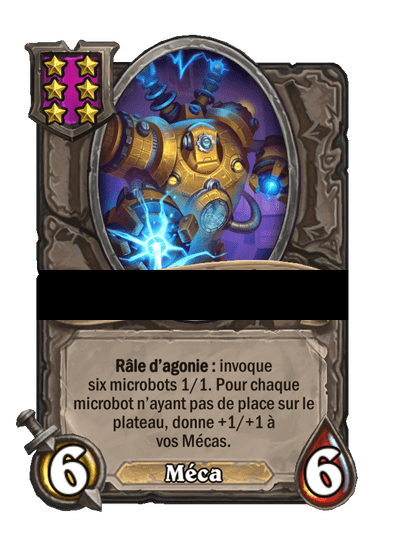 Râle d’agonie : invoque
six microbots 1/1. Pour chaque
microbot n’ayant pas de place sur le
plateau, donne +1/+1 à
vos Mécas.
6
Méca
6